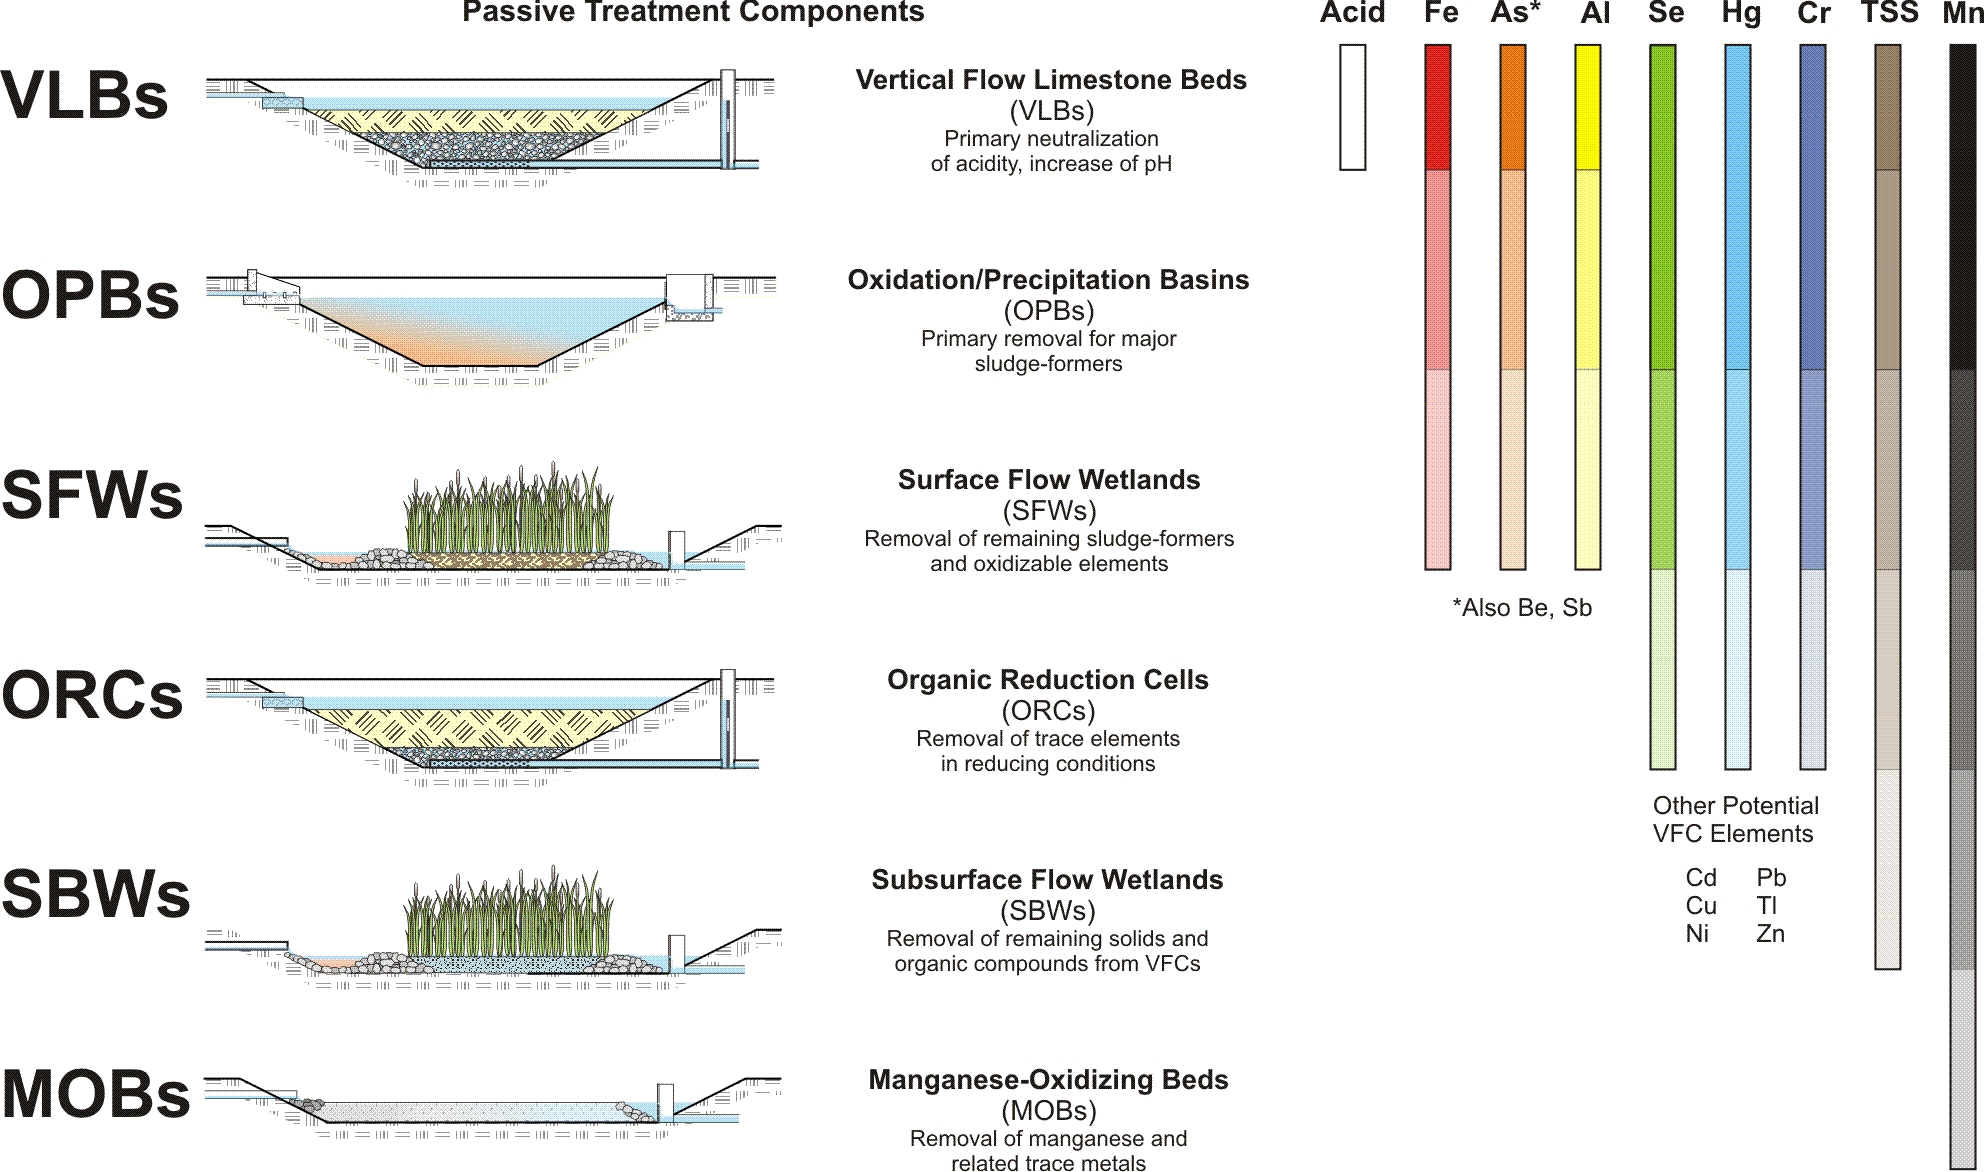 Passive Treatment Components
Acid Fe As* Al Se Hg Cr TSS Mn
VLBs
Vertical Flow Limestone Beds
(VLBs)
Primary neutralization
of acidity, increase of pH
OPBs
Oxidation/Precipitation Basins
(OPBs)
Primary removal for major
sludge-formers
SFWs
Surface Flow Wetlands
(SFWs)
Removal of remaining sludge-formers
and oxidizable elements
*Also Be, Sb
ORCs
Organic Reduction Cells
(ORCs)
Removal of trace elements
in reducing conditions
Other Potential
VFC Elements
Cd Pb
Cu Tl
Ni Zn
SBWs
Subsurface Flow Wetlands
(SBWs)
Removal of remaining solids and
organic compounds from VFCs
MOBs
Manganese-Oxidizing Beds
(MOBs)
Removal of manganese and
related trace metals